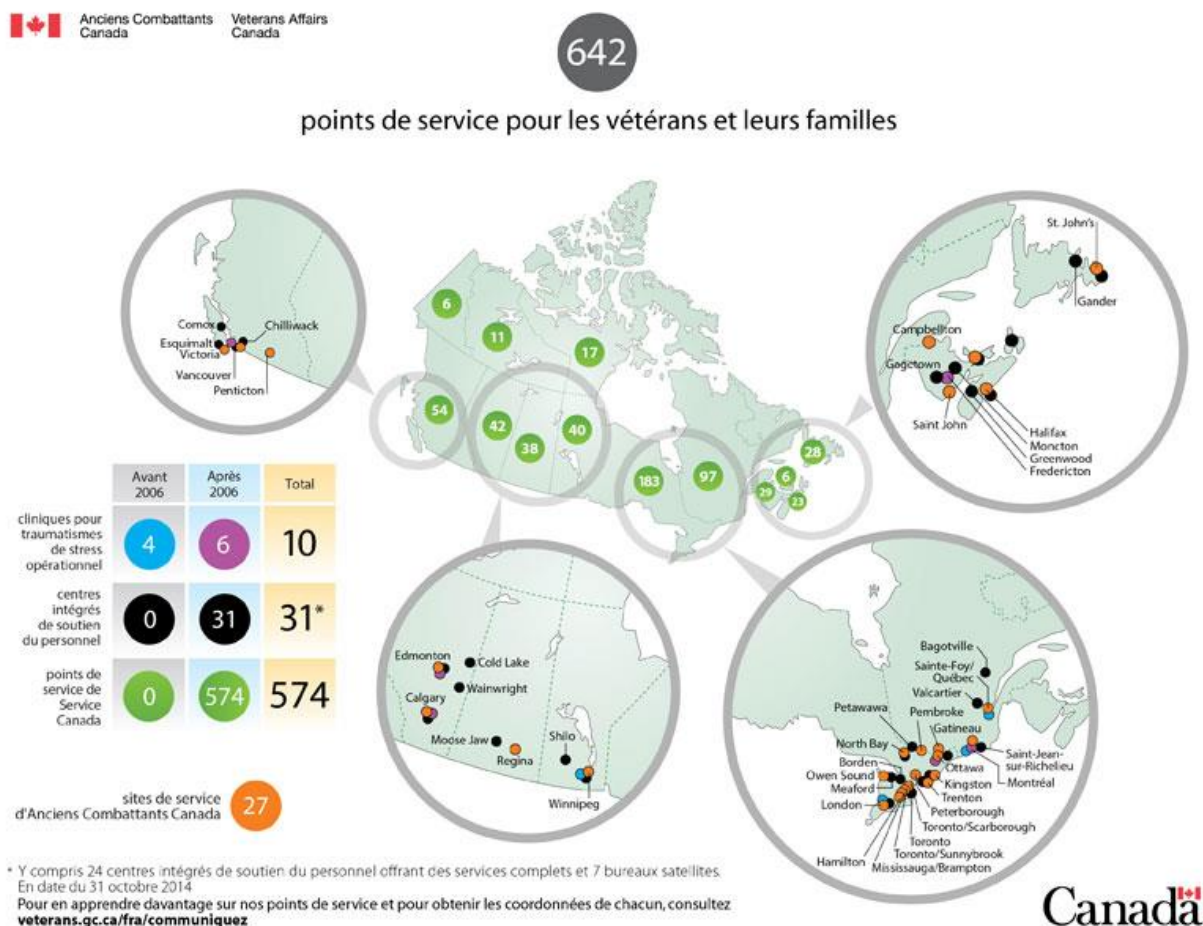 Anciens Combattants
Canada
Veterans Affairs
Canada
642
points de service pour les vétérans et leurs familles
Comox
Chilliwack
Esquimalt
Victoria
Vancouver
Penticton
6
11
17
54
42
38
40
183
97
28
6
29
23
St. John's
Gander
Campbellton
Gagetown
Saint John
Halifax
Moncton
Greenwood
Fredericton
Avant
2006
Après
2006
Total
cliniques pour
traumatismes
de stress
opérationnel
4
6
10
centres
intégrés
de soutien
du personnel
0
31
31*
points de
service de
Service
Canada
0
574
574
sites de service
d'Anciens Combattants Canada
27
Edmonton
Cold Lake
Wainwright
Calgary
Moose Jaw
Regina
Shilo
Winnipeg
Bagotville
Sainte-Foy/
Québec
Valcartier
Petawawa
Pembroke
Gatineau
North Bay
Saint-Jean-
sur-Richelieu
Borden
Ottawa
Montréal
Owen Sound
Kingston
Meaford
Trenton
London
Peterborough
Toronto/Scarborough
Toronto
Hamilton
Toronto/Sunnybrook
Mississauga/Brampton
* Y compris 24 centres intégrés de soutien du personnel offrant des services complets et 7 bureaux satellites.
En date du 31 octobre 2014
Pour en apprendre davantage sur nos points de service et pour obtenir les coordonnées de chacun, consultez
veterans.gc.ca/fra/communiquez
Canada